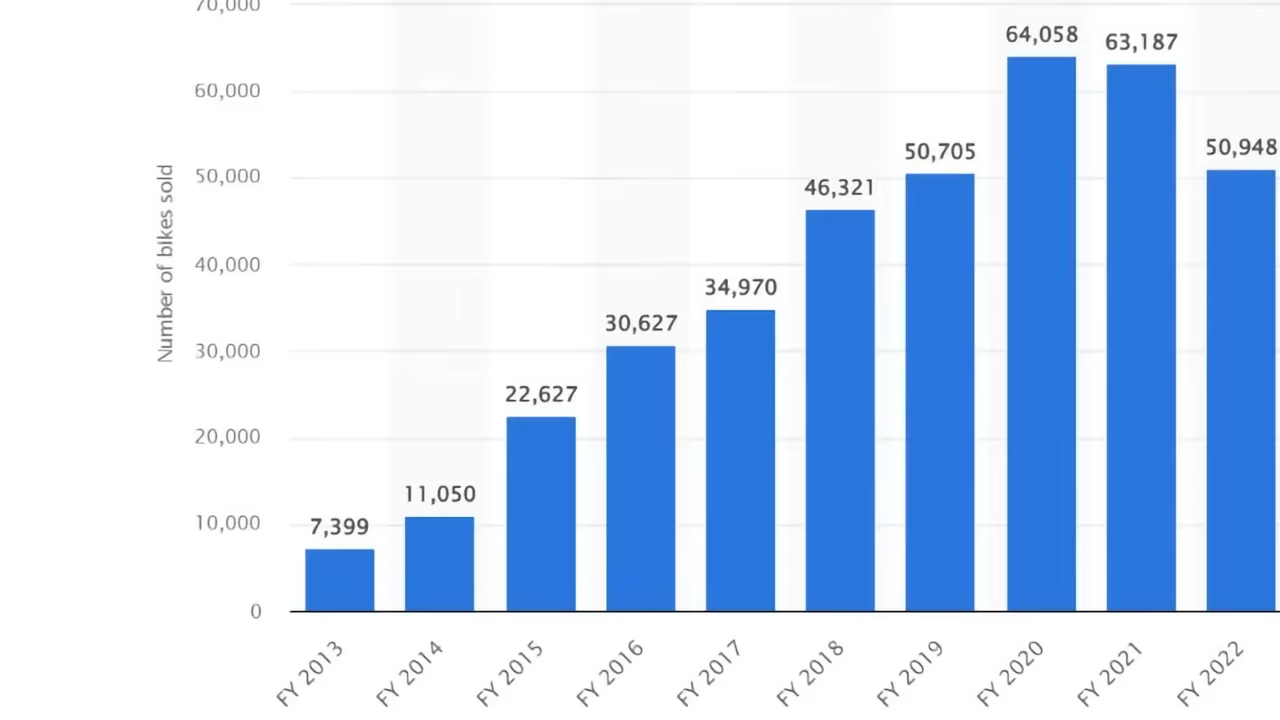 70,000
60,000
50,000
40,000
30,000
20,000
10,000
0
Number of bikes sold
7,399
11,050
22,627
30,627
34,970
46,321
50,705
64,058
63,187
50,948
FY 2013
FY 2014
FY 2015
FY 2016
FY 2017
FY 2018
FY 2019
FY 2020
FY 2021
FY 2022